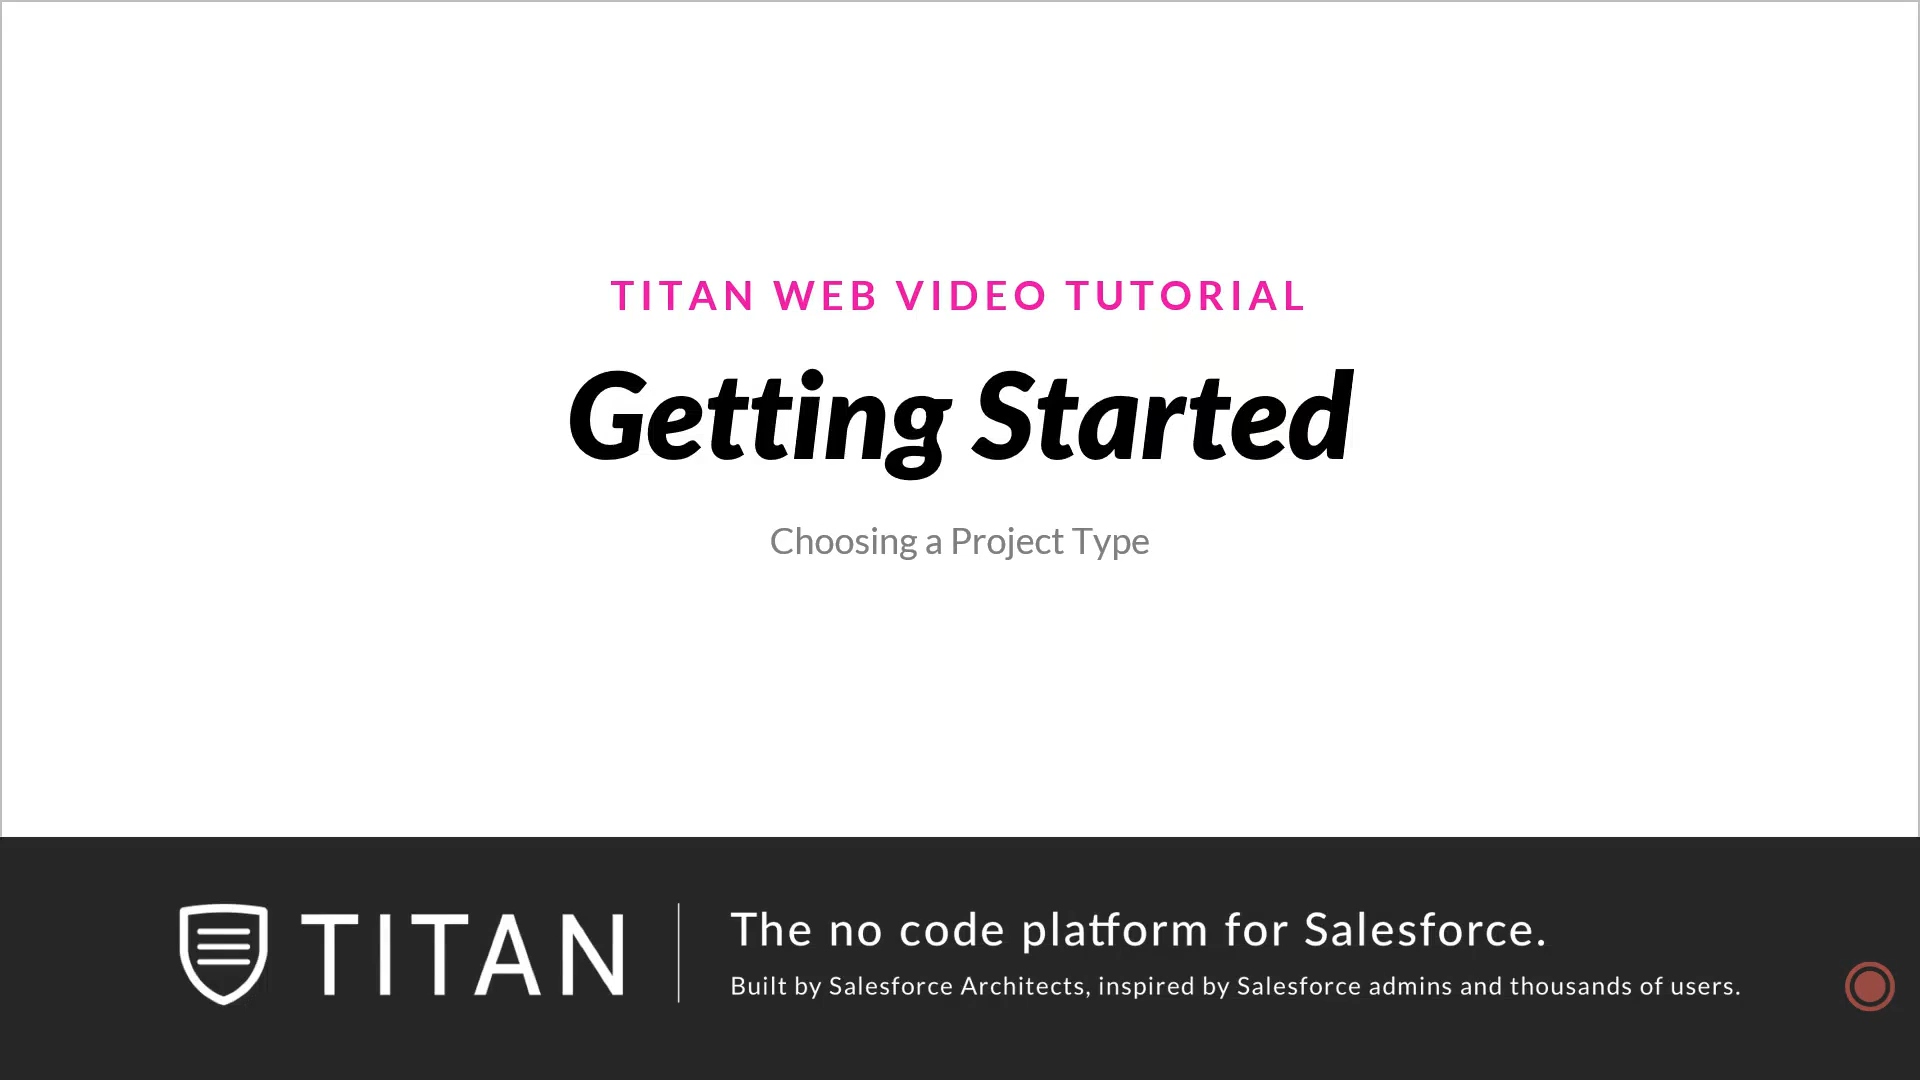 TITAN WEB VIDEO TUTORIAL
Getting Started
Choosing a Project Type
TITAN
The no code platform for Salesforce.
Built by Salesforce Architects, inspired by Salesforce admins and thousands of users.